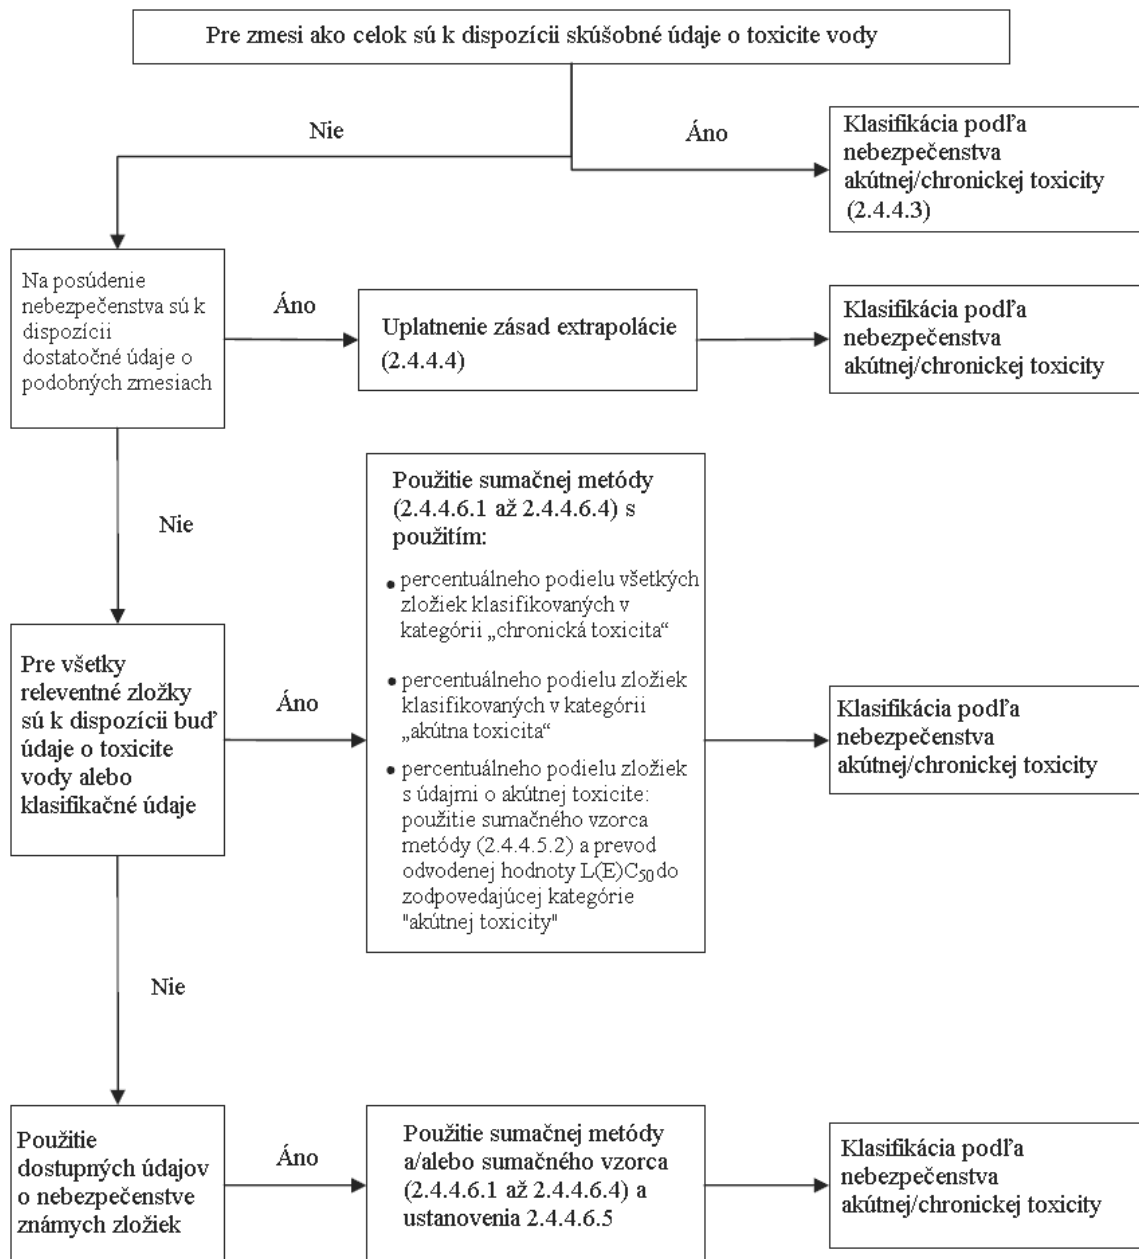 Pre zmesi ako celok sú k dispozícii skúšobné údaje o toxicite vody
Nie
Áno
Klasifikácia podľa
nebezpečenstva
akútnej/chronickej toxicity
(2.4.4.3)
Na posúdenie
nebezpečenstva sú k
dispozícii
dostatočné údaje o
podobných zmesiach
Áno
Uplatnenie zásad extrapolácie
(2.4.4.4)
Klasifikácia podľa
nebezpečenstva
akútnej/chronickej toxicity
Nie
Pre všetky
releventné zložky
sú k dispozícii buď
údaje o toxicite
vody alebo
klasifikačné údaje
Áno
Použitie sumačnej metódy
(2.4.4.6.1 až 2.4.4.6.4) s
použitím:
• percentuálneho podielu všetkých
zložiek klasifikovaných v
kategórii „chronická toxicita“
• percentuálneho podielu zložiek
klasifikovaných v kategórii
„akútna toxicita“
• percentuálneho podielu zložiek
s údajmi o akútnej toxicite:
použitie sumačného vzorca
metódy (2.4.4.5.2) a prevod
odvodenej hodnoty L(E)C₅₀ do
zodpovedajúcej kategórie
"akútnej toxicity"
Klasifikácia podľa
nebezpečenstva
akútnej/chronickej toxicity
Nie
Použitie
dostupných údajov
o nebezpečenstve
známych zložiek
Áno
Použitie sumačnej metódy
a/alebo sumačného vzorca
(2.4.4.6.1 až 2.4.4.6.4) a
ustanovenia 2.4.4.6.5
Klasifikácia podľa
nebezpečenstva
akútnej/chronickej toxicity